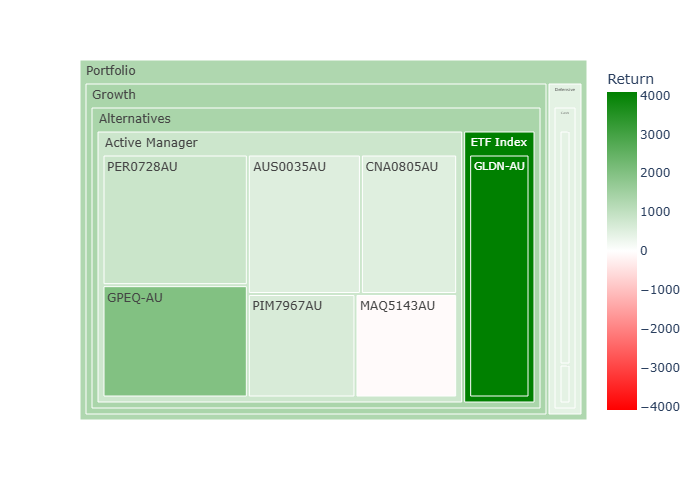 Portfolio
Growth
Alternatives
Active Manager
PER0728AU
AUS0035AU
CNA0805AU
GPEQ-AU
PIM7967AU
MAQ5143AU
ETF Index
GLDN-AU
Defensive
Cash
Return
4000
3000
2000
1000
0
−1000
−2000
−3000
−4000